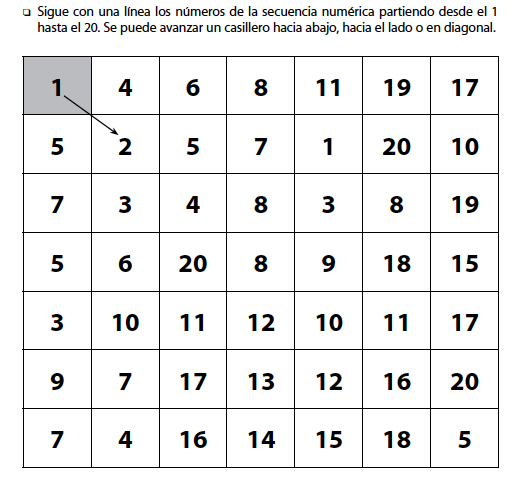 ❏ Sigue con una línea los números de la secuencia numérica partiendo desde el 1
hasta el 20. Se puede avanzar un casillero hacia abajo, hacia el lado o en diagonal.
1 4 6 8 11 19 17
5 2 5 7 1 20 10
7 3 4 8 3 8 19
5 6 20 8 9 18 15
3 10 11 12 10 11 17
9 7 17 13 12 16 20
7 4 16 14 15 18 5